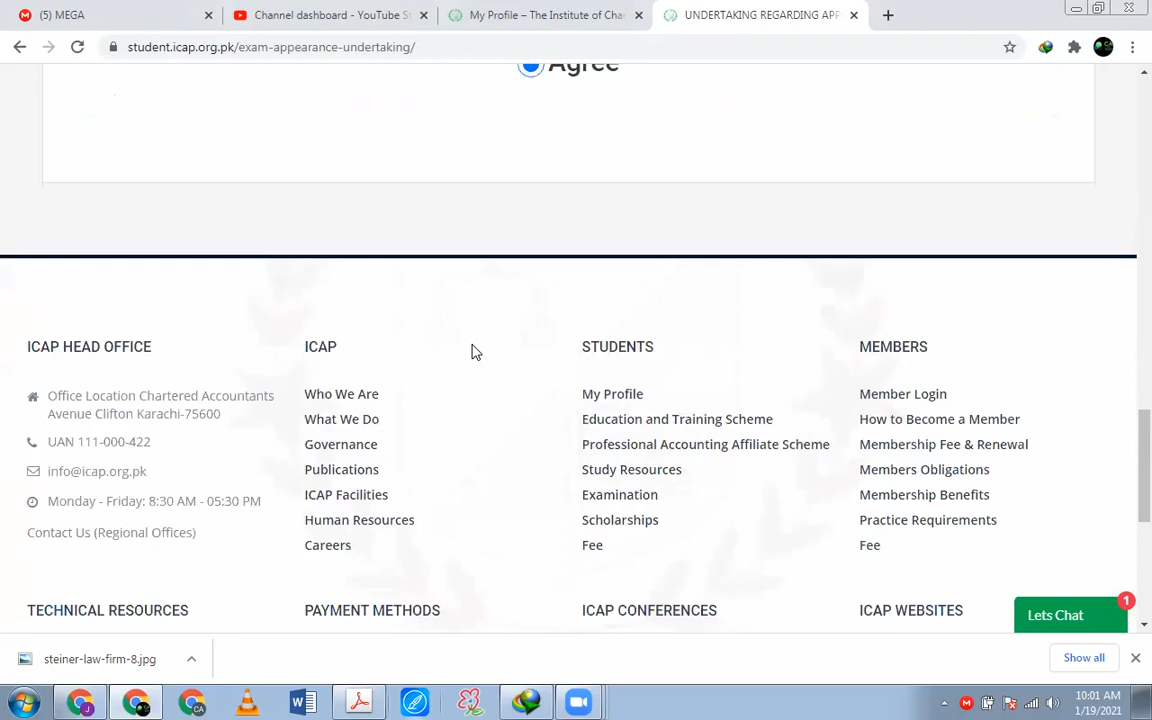 (5) MEGA
Channel dashboard - YouTube St
My Profile – The Institute of Char
UNDERTAKING REGARDING APP
student.icap.org.pk/exam-appearance-undertaking/
Agree
ICAP HEAD OFFICE
Office Location Chartered Accountants
Avenue Clifton Karachi-75600
UAN 111-000-422
info@icap.org.pk
Monday - Friday: 8:30 AM - 05:30 PM
Contact Us (Regional Offices)
ICAP
Who We Are
What We Do
Governance
Publications
ICAP Facilities
Human Resources
Careers
STUDENTS
My Profile
Education and Training Scheme
Professional Accounting Affiliate Scheme
Study Resources
Examination
Scholarships
Fee
MEMBERS
Member Login
How to Become a Member
Membership Fee & Renewal
Members Obligations
Membership Benefits
Practice Requirements
Fee
TECHNICAL RESOURCES
PAYMENT METHODS
ICAP CONFERENCES
ICAP WEBSITES
Lets Chat
1
steiner-law-firm-8.jpg
Show all
10:01 AM
1/19/2021